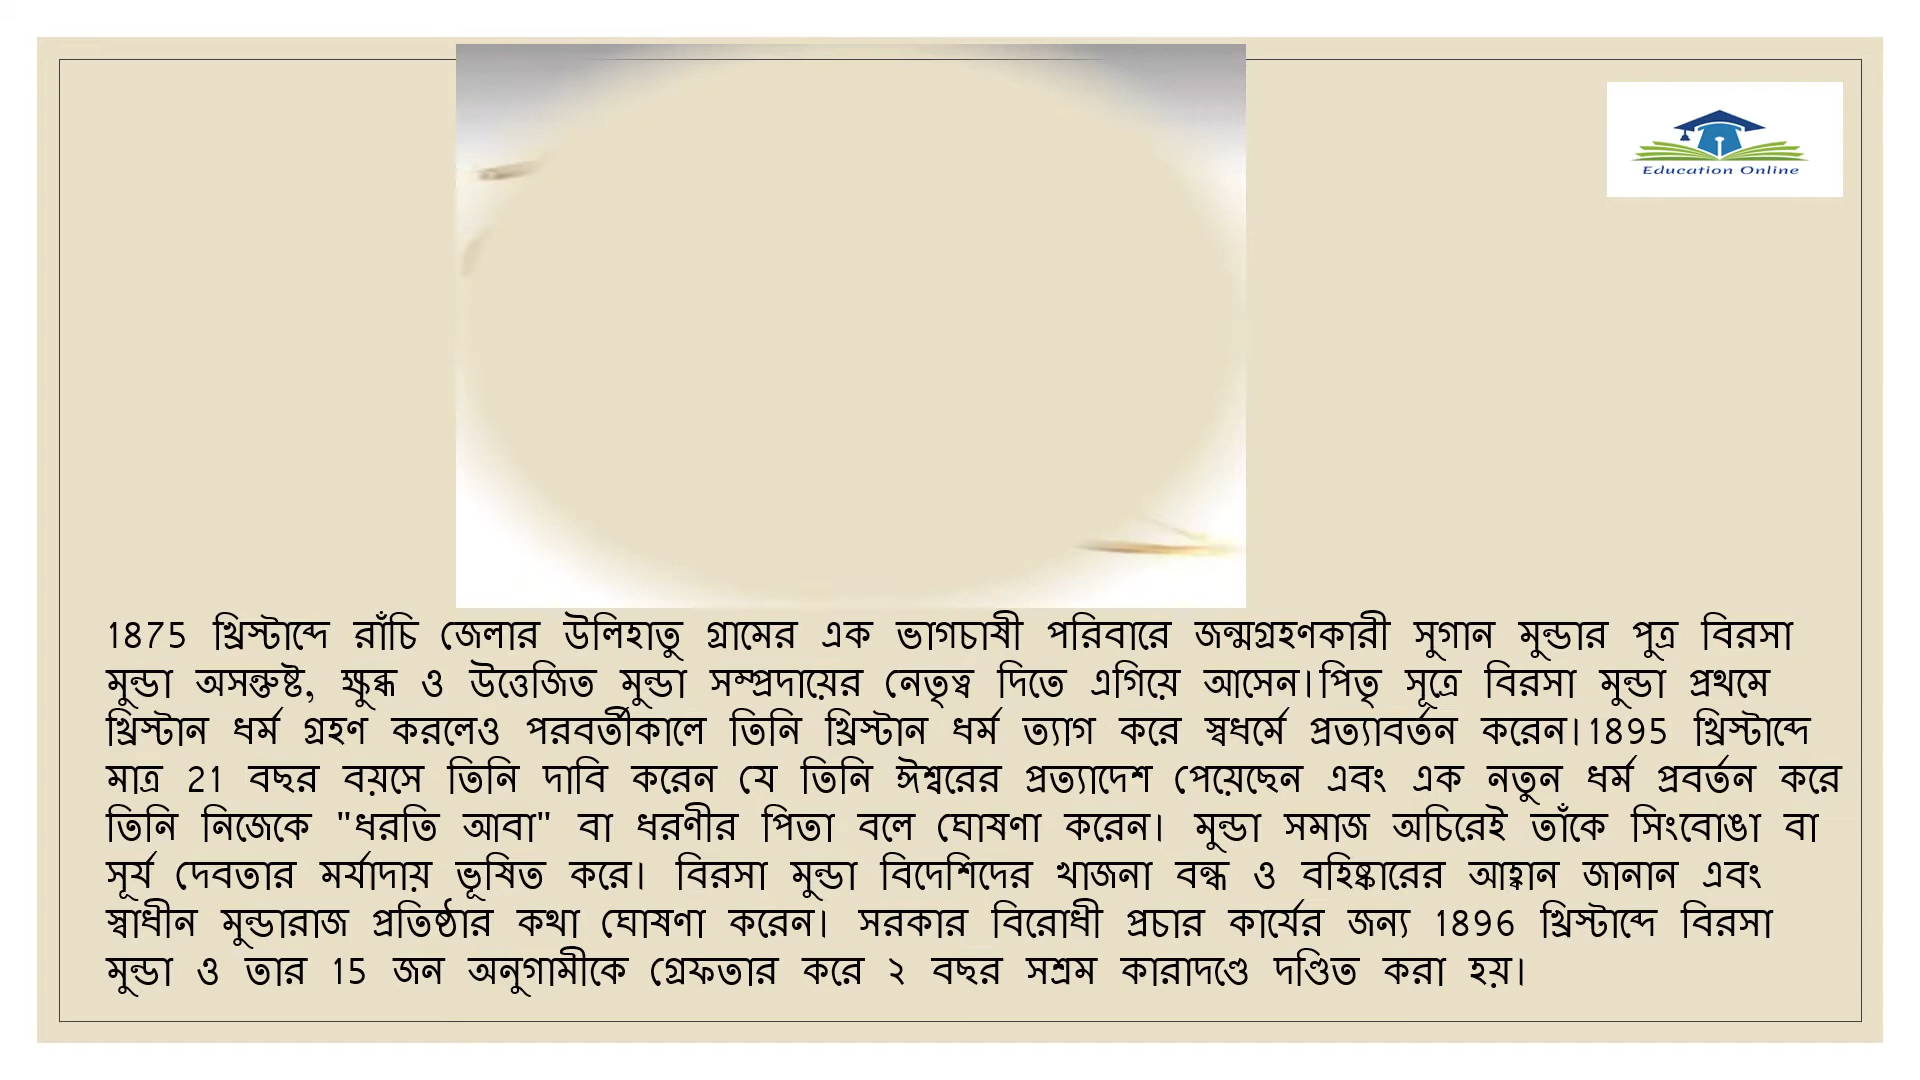 Education Online
1875 খ্রিস্টাব্দে রাঁচি জেলার উলিহাতু গ্রামের এক ভাগচাষী পরিবারে জন্মগ্রহণকারী সুগান মুন্ডার পুত্র বিরসা
মুন্ডা অসন্তুষ্ট, ক্ষুব্ধ ও উত্তেজিত মুন্ডা সম্প্রদায়ের নেতৃত্ব দিতে এগিয়ে আসেন।পিতৃ সূত্রে বিরসা মুন্ডা প্রথমে
খ্রিস্টান ধর্ম গ্রহণ করলেও পরবর্তীকালে তিনি খ্রিস্টান ধর্ম ত্যাগ করে স্বধর্মে প্রত্যাবর্তন করেন।1895 খ্রিস্টাব্দে
মাত্র 21 বছর বয়সে তিনি দাবি করেন যে তিনি ঈশ্বরের প্রত্যাদেশ পেয়েছেন এবং এক নতুন ধর্ম প্রবর্তন করে
তিনি নিজেকে "ধরতি আবা" বা ধরণীর পিতা বলে ঘোষণা করেন। মুন্ডা সমাজ অচিরেই তাঁকে সিংবোঙা বা
সূর্য দেবতার মর্যাদায় ভূষিত করে। বিরসা মুন্ডা বিদেশিদের খাজনা বন্ধ ও বহিষ্কারের আহ্বান জানান এবং
স্বাধীন মুন্ডারাজ প্রতিষ্ঠার কথা ঘোষণা করেন। সরকার বিরোধী প্রচার কার্যের জন্য 1896 খ্রিস্টাব্দে বিরসা
মুন্ডা ও তার 15 জন অনুগামীকে গ্রেফতার করে ২ বছর সশ্রম কারাদণ্ডে দণ্ডিত করা হয়।